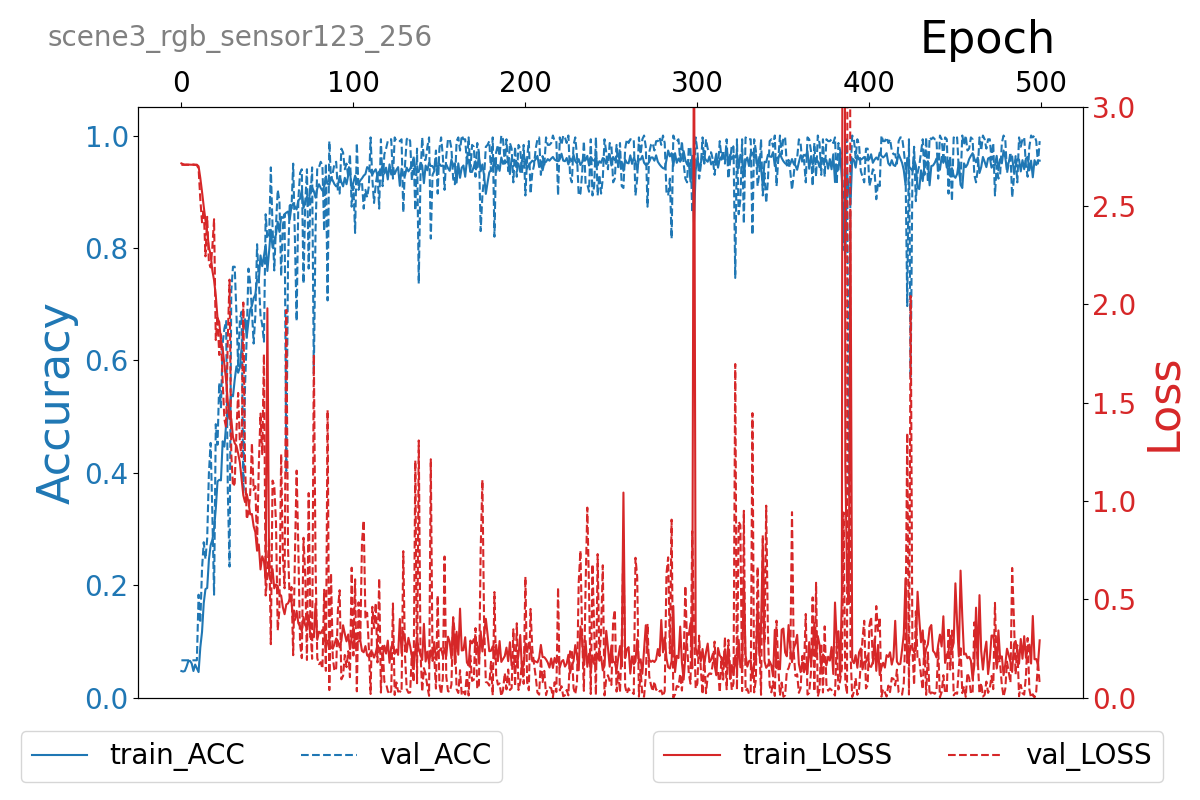 scene3_rgb_sensor123_256
Epoch
0 100 200 300 400 500
1.0
0.8
0.6
0.4
0.2
0.0
Accuracy
3.0
2.5
2.0
1.5
1.0
0.5
0.0
Loss
train_ACC val_ACC
train_LOSS val_LOSS